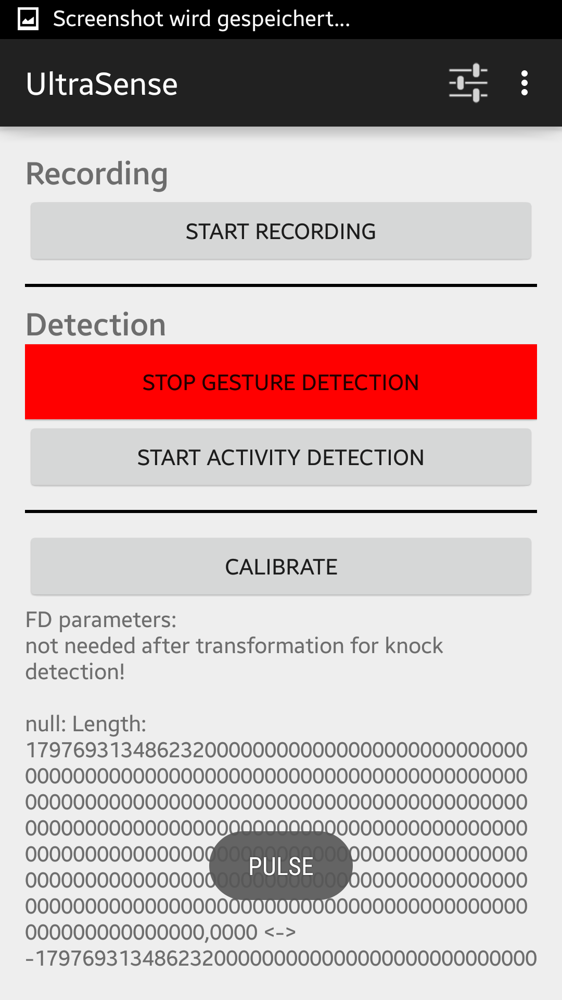 Screenshot wird gespeichert...
UltraSense
Recording
START RECORDING
Detection
STOP GESTURE DETECTION
START ACTIVITY DETECTION
CALIBRATE
FD parameters:
not needed after transformation for knock
detection!
null: Length:
179769313486232000000000000000000000000000
000000000000000000000000000000000000000000
000000000000000000000000000000000000000000
000000000000000000000000000000000000000000
000000000000000000000000000000000000000000
PULSE
000000000000000000000000000000000000000000
000000000000000000000000000000000000000000
000000000000000,0000 <->
-179769313486232000000000000000000000000000